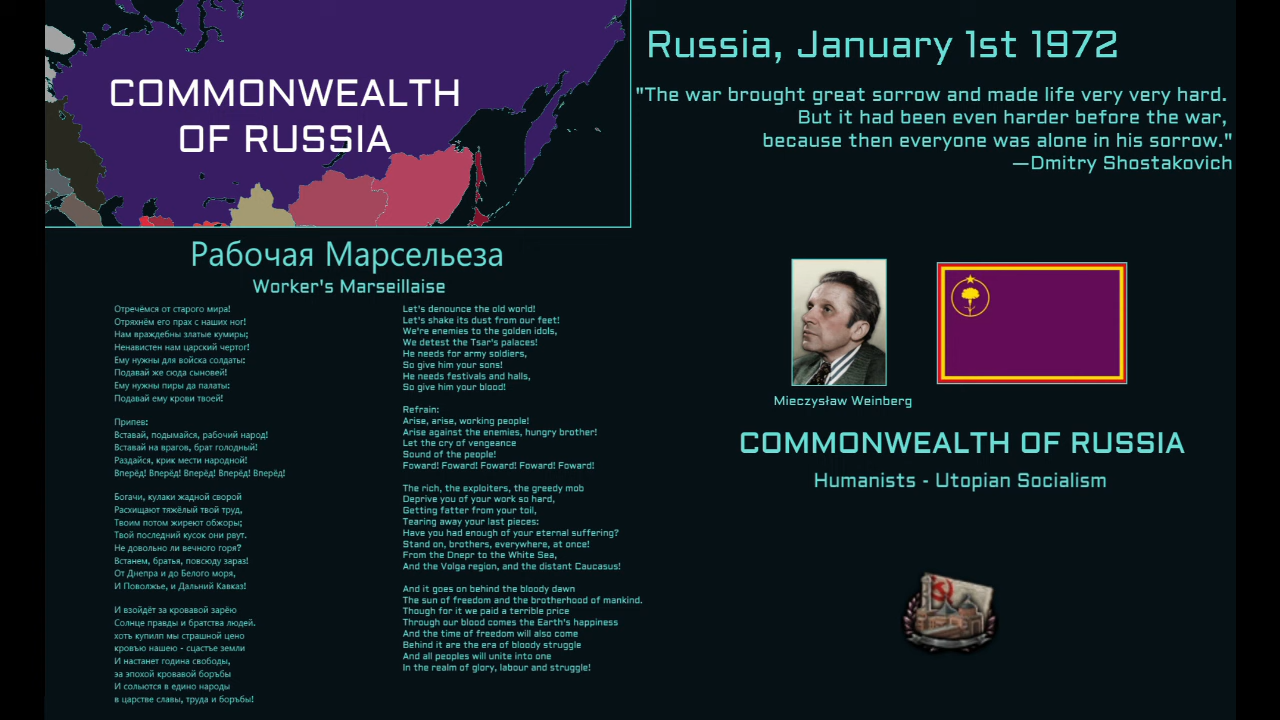 COMMONWEALTH
OF RUSSIA
Russia, January 1st 1972
"The war brought great sorrow and made life very very hard.
But it had been even harder before the war,
because then everyone was alone in his sorrow."
—Dmitry Shostakovich
Рабочая Марсельеза
Worker's Marseillaise
Отречёмся от старого мира!
Отряхнём его прах с наших ног!
Нам враждебны златые кумиры;
Ненавистен нам царский чертог!
Ему нужны для войска солдаты:
Подавай же сюда сыновей!
Ему нужны пиры да палаты:
Подавай ему крови твоей!
Припев:
Вставай, подымайся, рабочий народ!
Вставай на врагов, брат голодный!
Раздайся, крик мести народной!
Вперёд! Вперёд! Вперёд! Вперёд! Вперёд!
Богачи, кулаки жадной сворой
Расхищают тяжёлый твой труд,
Твоим потом жиреют обжоры;
Твой последний кусок они рвут.
Не довольно ли вечного горя?
Встанем, братья, повсюду зараз!
От Днепра и до Белого моря,
И Поволжье, и Дальний Кавказ!
И взойдёт за кровавой зарёю
Солнце правды и братства людей.
хоть купилп мы страшной цено
кровъю нашею - сцастъе земли
И настанет година свободы,
за эпохой кровавой боръбы
И сольются в едино народы
в царстве славы, труда и боръбы!
Let's denounce the old world!
Let's shake its dust from our feet!
We're enemies to the golden idols,
We detest the Tsar's palaces!
He needs for army soldiers,
So give him your sons!
He needs festivals and halls,
So give him your blood!
Refrain:
Arise, arise, working people!
Arise against the enemies, hungry brother!
Let the cry of vengeance
Sound of the people!
Foward! Foward! Foward! Foward! Foward!
The rich, the exploiters, the greedy mob
Deprive you of your work so hard,
Getting fatter from your toil,
Tearing away your last pieces:
Have you had enough of your eternal suffering?
Stand on, brothers, everywhere, at once!
From the Dnepr to the White Sea,
And the Volga region, and the distant Caucasus!
And it goes on behind the bloody dawn
The sun of freedom and the brotherhood of mankind.
Though for it we paid a terrible price
Through our blood comes the Earth's happiness
And the time of freedom will also come
Behind it are the era of bloody struggle
And all peoples will unite into one
In the realm of glory, labour and struggle!
Mieczysław Weinberg
COMMONWEALTH OF RUSSIA
Humanists - Utopian Socialism